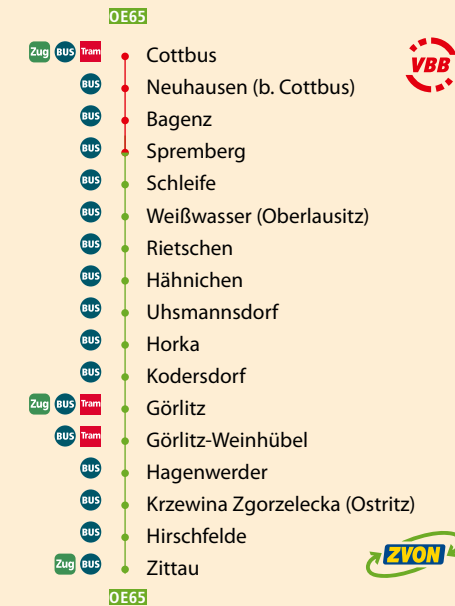 OE65
Zug BUS Tram Cottbus
VBB
BUS Neuhausen (b. Cottbus)
BUS Bagenz
BUS Spremberg
BUS Schleife
BUS Weißwasser (Oberlausitz)
BUS Rietschen
BUS Hähnichen
BUS Uhsmannsdorf
BUS Horka
BUS Kodersdorf
Zug BUS Tram Görlitz
BUS Tram Görlitz-Weinhübel
BUS Hagenwerder
BUS Krzewina Zgorzelecka (Ostritz)
BUS Hirschfelde
ZVON
Zug BUS Zittau
OE65